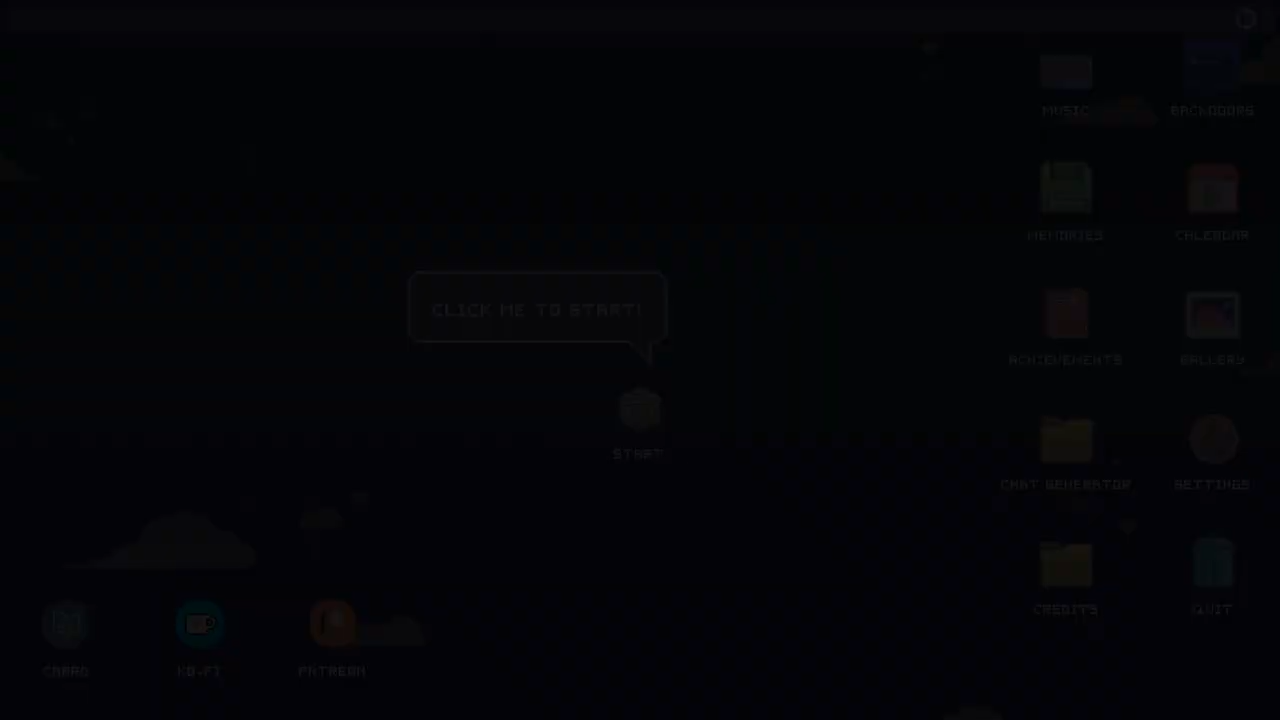 MUSIC
BACKDOORS
MEMORIES
CALENDAR
CLICK ME TO START!
ACHIEVEMENTS
GALLERY
START
CHAT GENERATOR
SETTINGS
CREDITS
QUIT
CARRD
KO-FI
PATREON